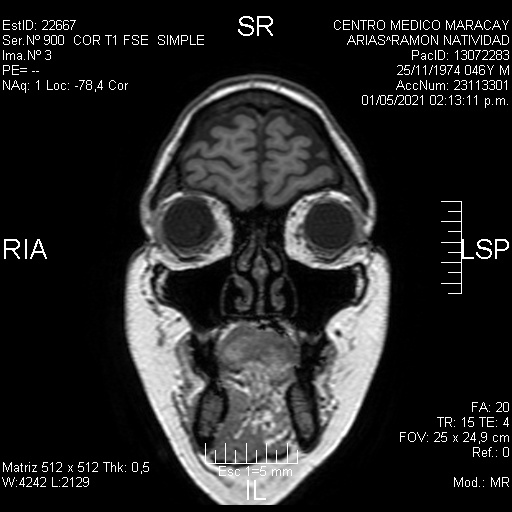 EstID: 22667
Ser.Nº 900 COR T1 FSE SIMPLE
Ima.Nº 3
PE= --
NAq: 1 Loc: -78,4 Cor
SR
CENTRO MEDICO MARACAY
ARIAS^RAMON NATIVIDAD
PacID: 13072283
25/11/1974 046Y M
AccNum: 23113301
01/05/2021 02:13:11 p.m.
RIA
LSP
FA: 20
TR: 15 TE: 4
FOV: 25 x 24,9 cm
Ref.: 0
Mod.: MR
Matriz 512 x 512 Thk: 0,5
W:4242 L:2129
Esc 1=5 mm
IL